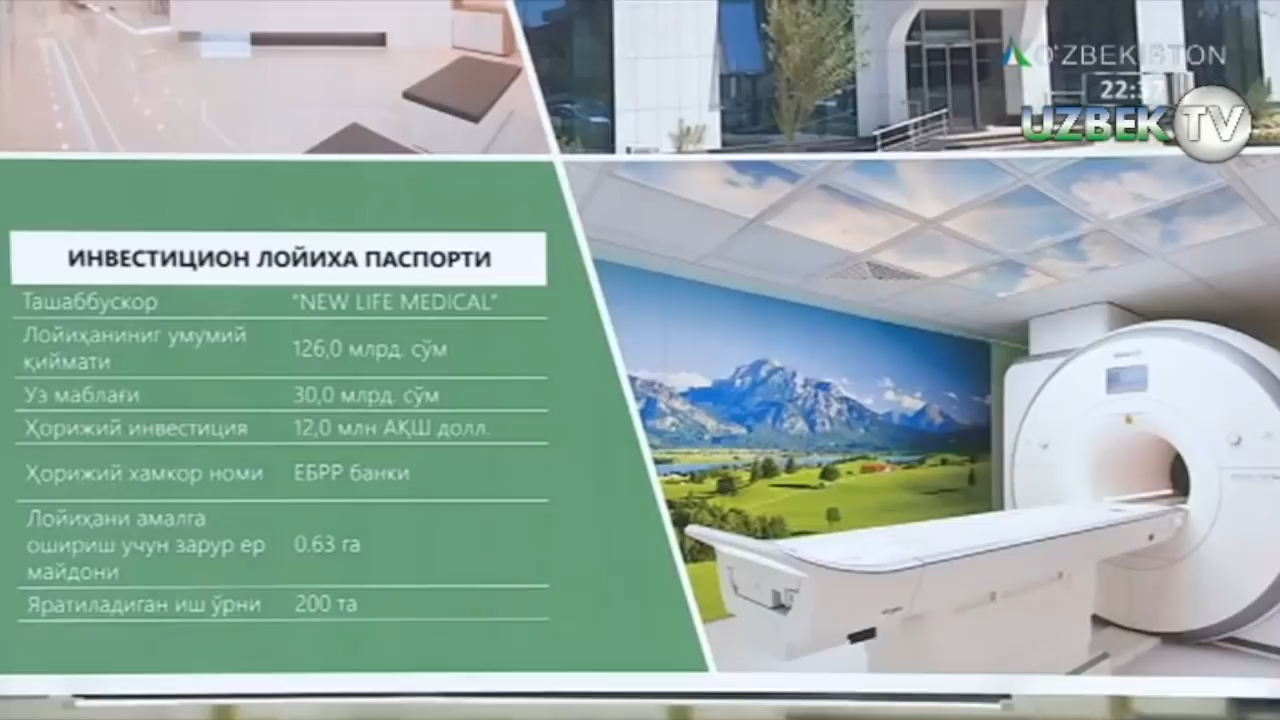 O'ZBEKISTON
UZBEK TV
ИНВЕСТИЦИОН ЛОЙИХА ПАСПОРТИ
Ташаббускор "NEW LIFE MEDICAL"
Лойиҳаниниг умумий
қиймати 126,0 млрд. сўм
Уз маблағи 30,0 млрд. сўм
Ҳорижий инвестиция 12,0 млн АҚШ долл.
Ҳорижий хамкор номи ЕБРР банки
Лойиҳани амалга
ошириш учун зарур ер 0.63 га
майдони
Яратиладиган иш ўрни 200 та